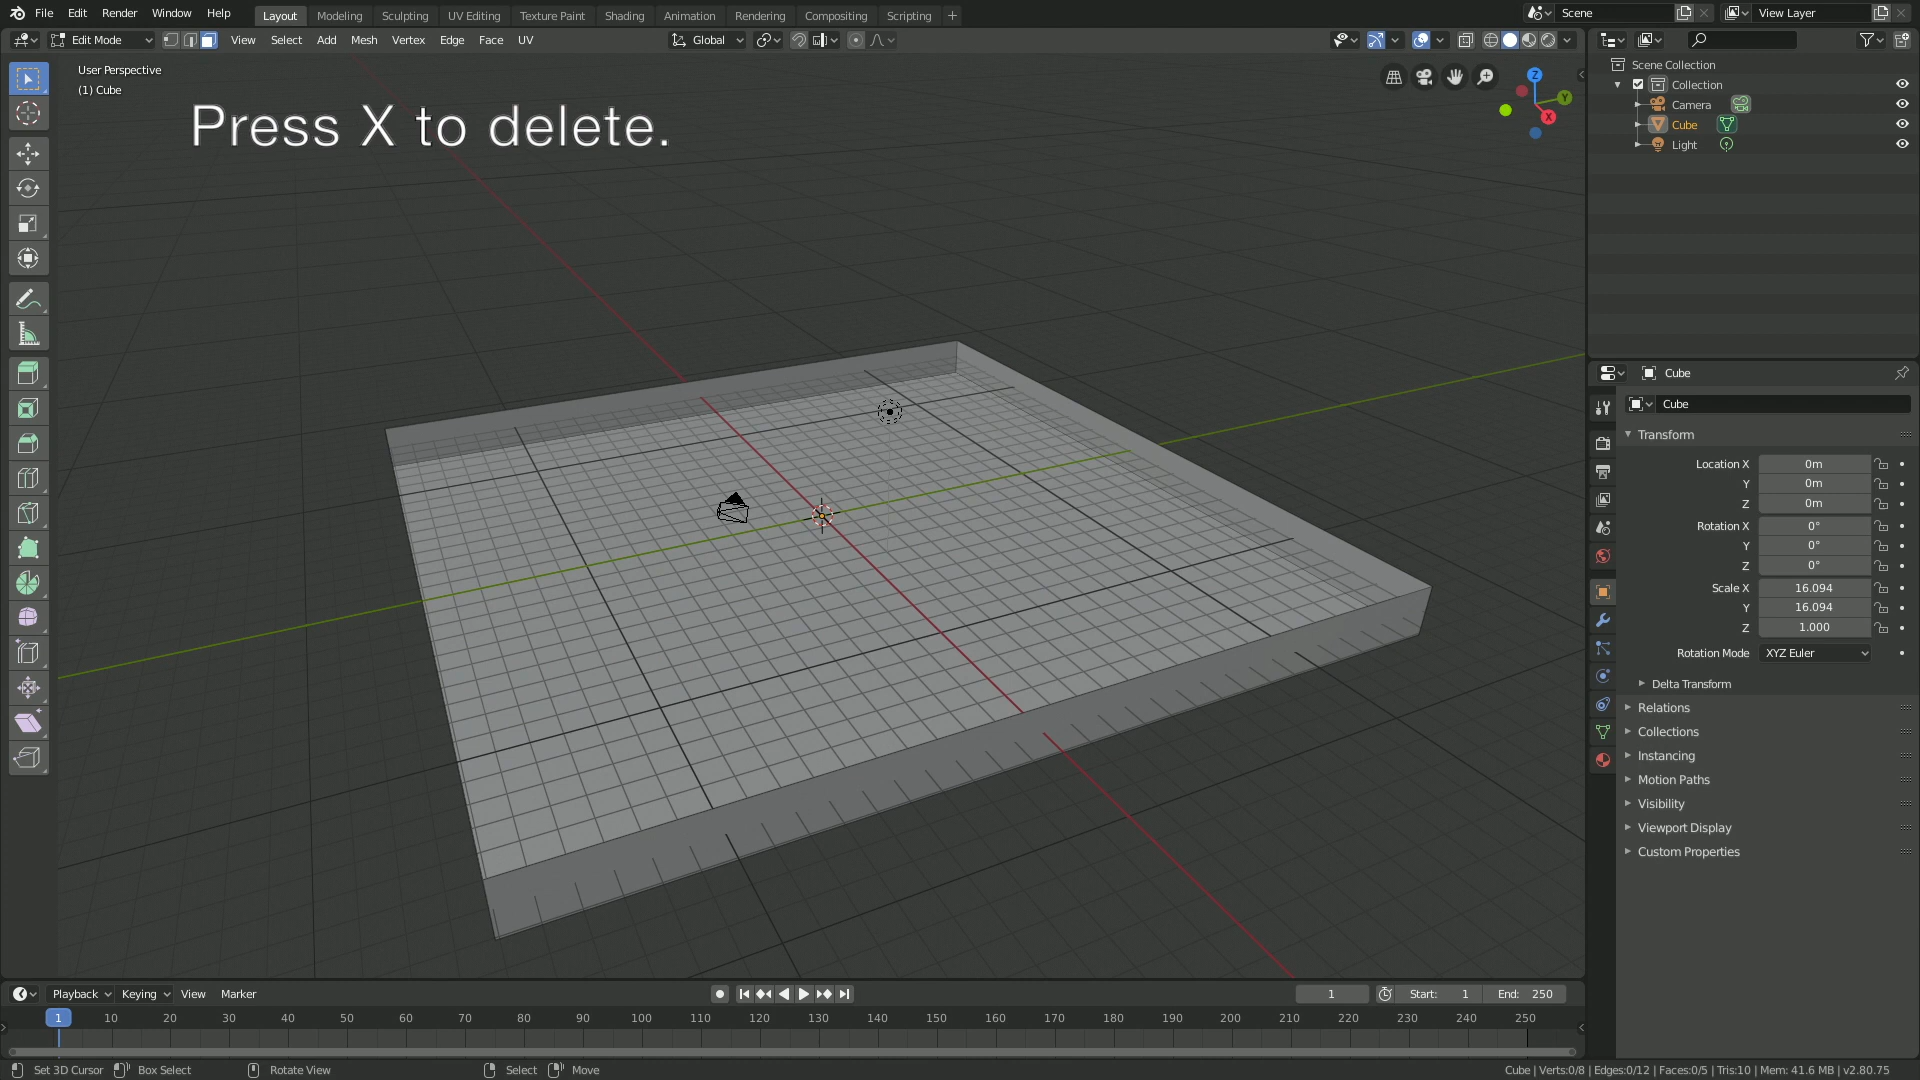 File Edit Render Window Help Layout Modeling Sculpting UV Editing Texture Paint Shading Animation Rendering Compositing Scripting + Scene View Layer
Edit Mode View Select Add Mesh Vertex Edge Face UV Global
User Perspective
(1) Cube
Press X to delete.
Z
Y
X
Scene Collection
Collection
Camera
Cube
Light
Cube
Cube
Transform
Location X 0m
Y 0m
Z 0m
Rotation X 0°
Y 0°
Z 0°
Scale X 16.094
Y 16.094
Z 1.000
Rotation Mode XYZ Euler
Delta Transform
Relations
Collections
Instancing
Motion Paths
Visibility
Viewport Display
Custom Properties
Playback Keying View Marker 1 Start: 1 End: 250
1 10 20 30 40 50 60 70 80 90 100 110 120 130 140 150 160 170 180 190 200 210 220 230 240 250
Set 3D Cursor Box Select Rotate View Select Move Cube | Verts:0/8 | Edges:0/12 | Faces:0/5 | Tris:10 | Mem: 41.6 MB | v2.80.75